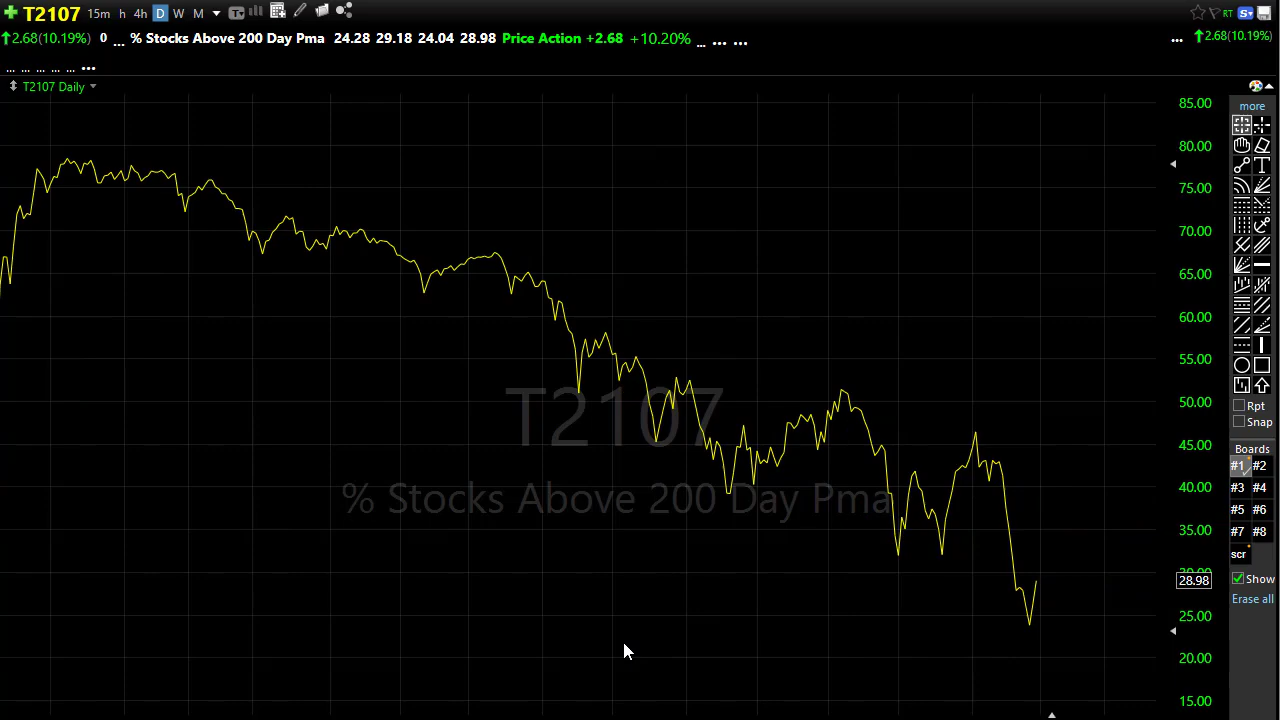 T2107 15m h 4h D W M T RT S
2.68(10.19%) 0 ... % Stocks Above 200 Day Pma 24.28 29.18 24.04 28.98 Price Action +2.68 +10.20% ... ... ... ... 2.68(10.19%)
... ... ... ... ... ...
T2107 Daily
more
85.00
80.00
75.00
70.00
65.00
60.00
55.00
50.00
45.00
40.00
35.00
30.00
28.98
25.00
20.00
15.00
T2107
% Stocks Above 200 Day Pma
T
Rpt
Snap
Boards
#1 #2
#3 #4
#5 #6
#7 #8
scr
Show
Erase all